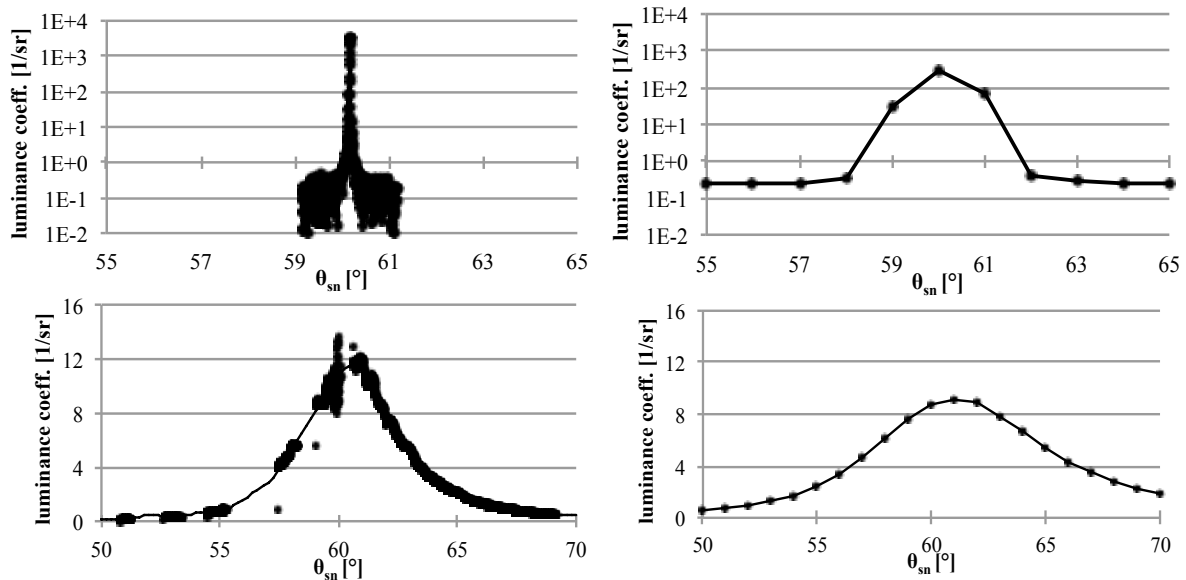 luminance coeff. [1/sr]
1E+4
1E+3
1E+2
1E+1
1E+0
1E-1
1E-2
55 57 59 61 63 65
θsn [°]
luminance coeff. [1/sr]
1E+4
1E+3
1E+2
1E+1
1E+0
1E-1
1E-2
55 57 59 61 63 65
θsn [°]
luminance coeff. [1/sr]
16
12
8
4
0
50 55 60 65 70
θsn [°]
luminance coeff. [1/sr]
16
12
8
4
0
50 55 60 65 70
θsn [°]